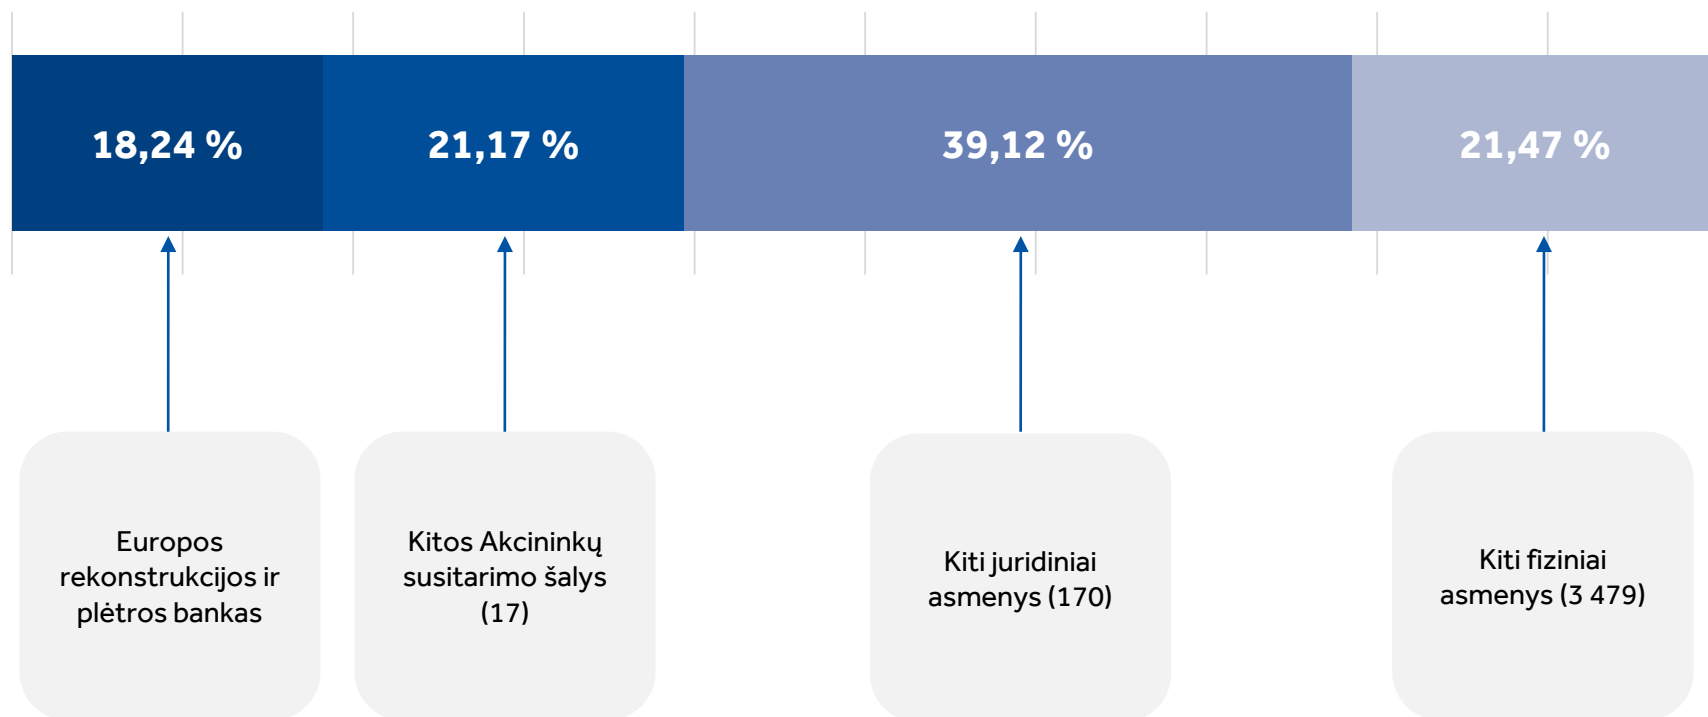 18,24 %
21,17 %
39,12 %
21,47 %
Europos
rekonstrukcijos ir
plėtros bankas
Kitos Akcininkų
susitarimo šalys
(17)
Kiti juridiniai
asmenys (170)
Kiti fiziniai
asmenys (3 479)